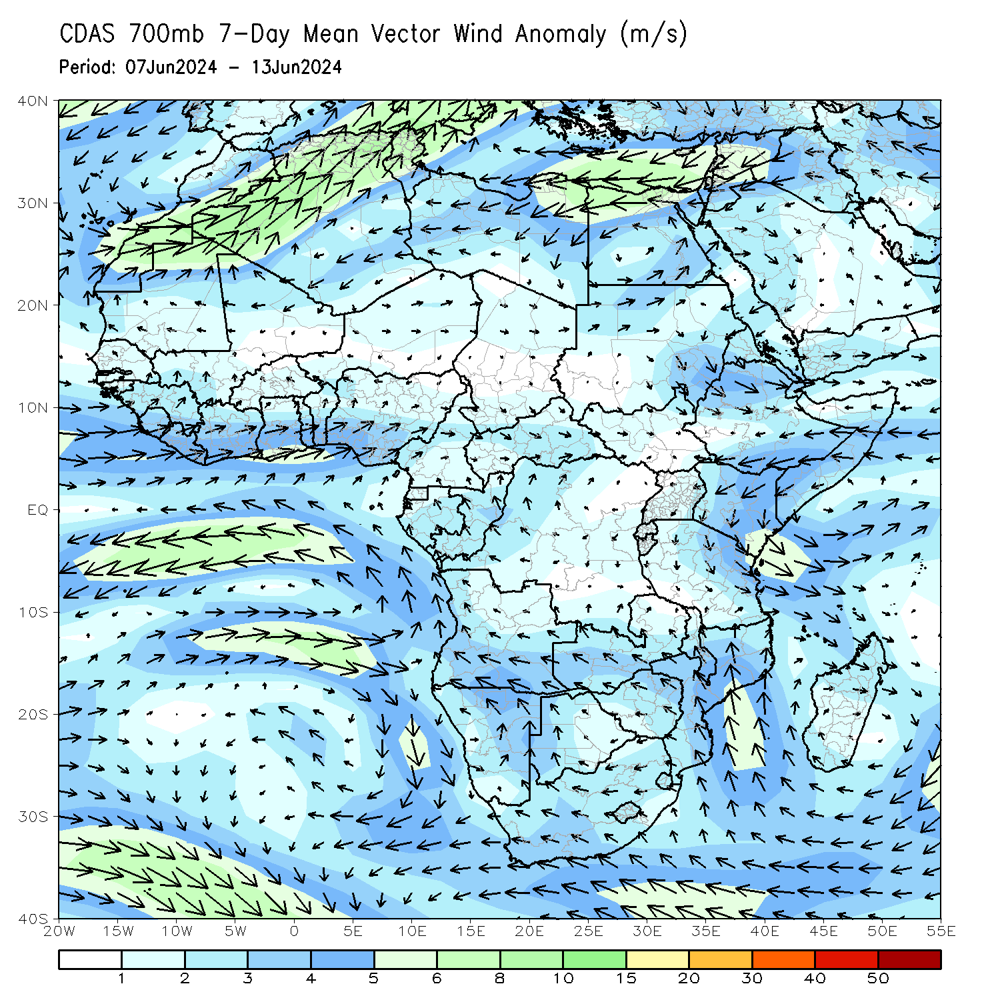 CDAS 700mb 7-Day Mean Vector Wind Anomaly (m/s)
Period: 07Jun2024 - 13Jun2024
40N
30N
20N
10N
EQ
10S
20S
30S
40S
20W 15W 10W 5W 0 5E 10E 15E 20E 25E 30E 35E 40E 45E 50E 55E
1 2 3 4 5 6 8 10 15 20 30 40 50